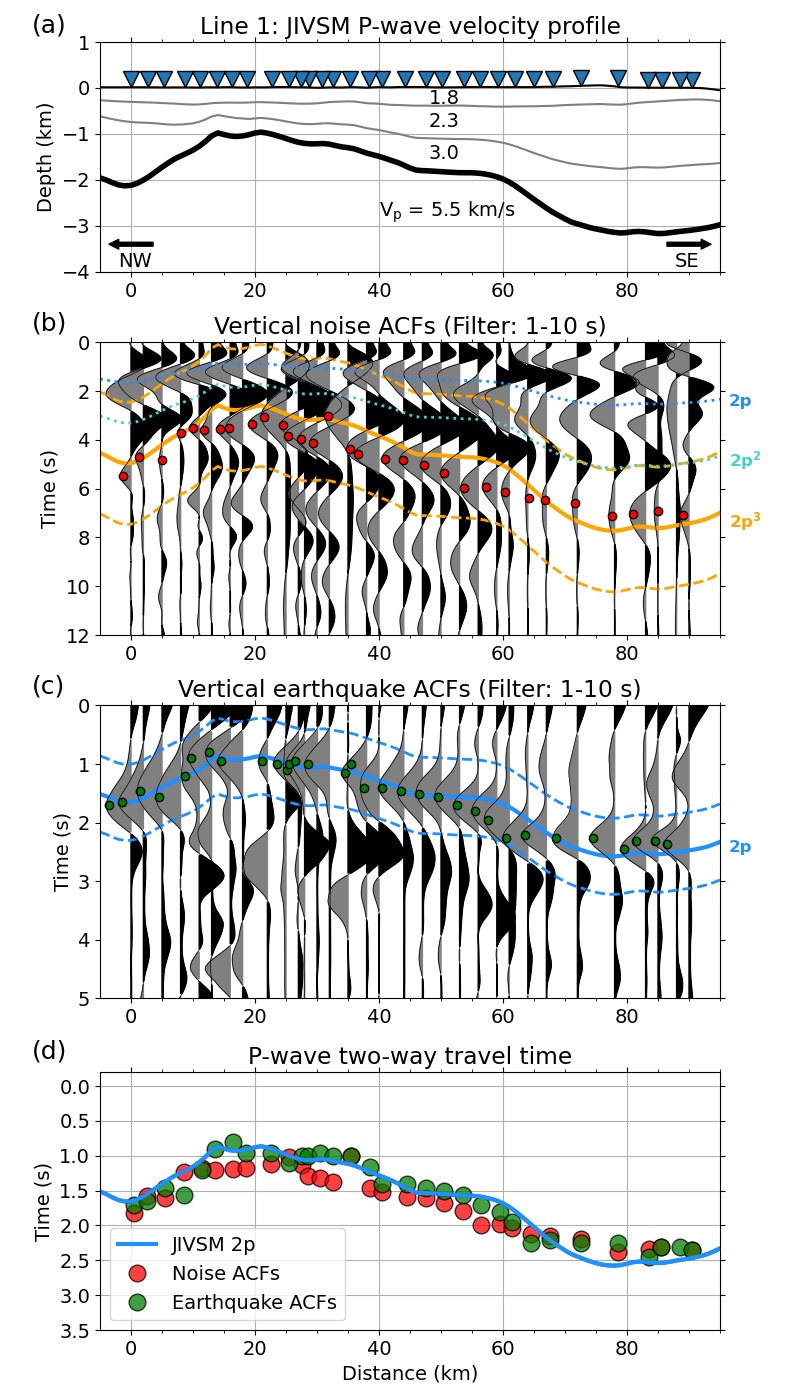 (a)
Line 1: JIVSM P-wave velocity profile
1
0
−1
−2
−3
−4
Depth (km)
1.8
2.3
3.0
Vp = 5.5 km/s
NW
SE
0 20 40 60 80
(b)
Vertical noise ACFs (Filter: 1-10 s)
0
2
4
6
8
10
12
Time (s)
2p
2p²
2p³
0 20 40 60 80
(c)
Vertical earthquake ACFs (Filter: 1-10 s)
0
1
2
3
4
5
Time (s)
2p
0 20 40 60 80
(d)
P-wave two-way travel time
0.0
0.5
1.0
1.5
2.0
2.5
3.0
3.5
Time (s)
JIVSM 2p
Noise ACFs
Earthquake ACFs
0 20 40 60 80
Distance (km)